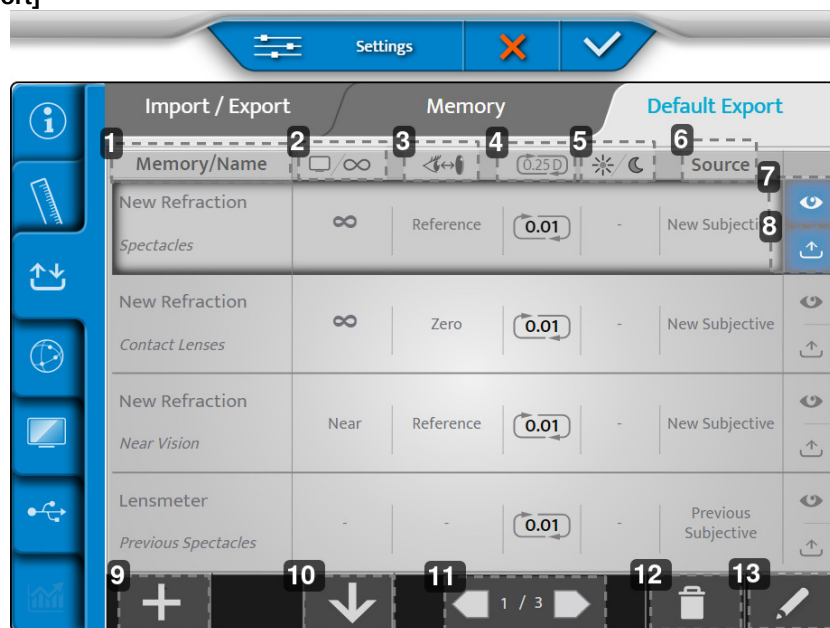 ort]
Settings
Import / Export Memory Default Export
1 2 3 4 5 6
Memory/Name 0.25 D Source
7
New Refraction
Spectacles
∞ Reference 0.01 - New Subjecti
8
New Refraction
Contact Lenses
∞ Zero 0.01 - New Subjective
New Refraction
Near Vision
Near Reference 0.01 - New Subjective
Lensmeter
Previous Spectacles
- - 0.01 - Previous
Subjective
9 10 11 12 13
1 / 3